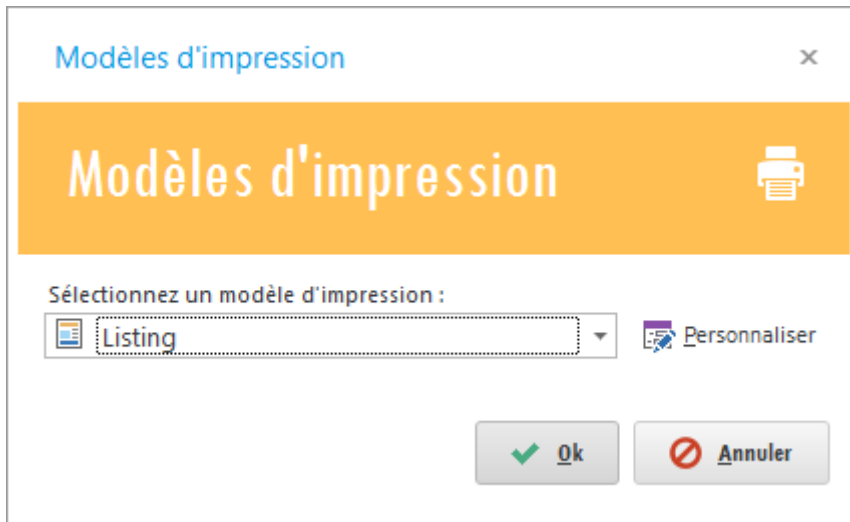 Modèles d'impression
Modèles d'impression
Sélectionnez un modèle d'impression :
Listing
Personnaliser
Ok
Annuler